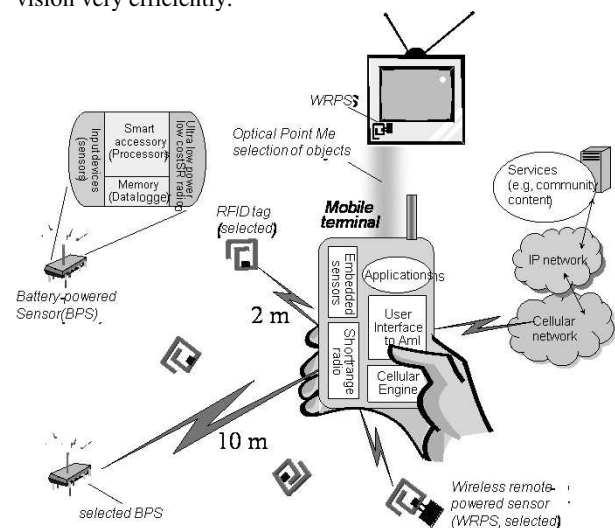 vision very efficiently.
WRPS
Optical Point Me
selection of objects
Input devices
(sensors)
Smart
accessory
(Processors)
Memory
(Datalogger)
Ultra low power
low cost SR radio
RFID tag
(selected)
Mobile
terminal
Services
(e.g, community
content)
IP network
Cellular
network
Battery-powered
Sensor(BPS)
2 m
Embedded
sensors
Applications
User
Interface
to AmI
Shortrange
radio
Cellular
Engine
10 m
selected BPS
Wireless remote-
powered sensor
(WRPS, selected)